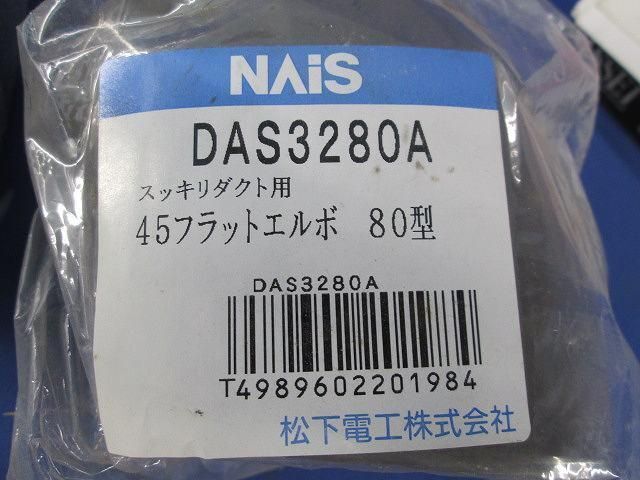 NAiS
DAS3280A
スッキリダクト用
45フラットエルボ 80型
DAS3280A
T4989602201984
松下電工株式会社